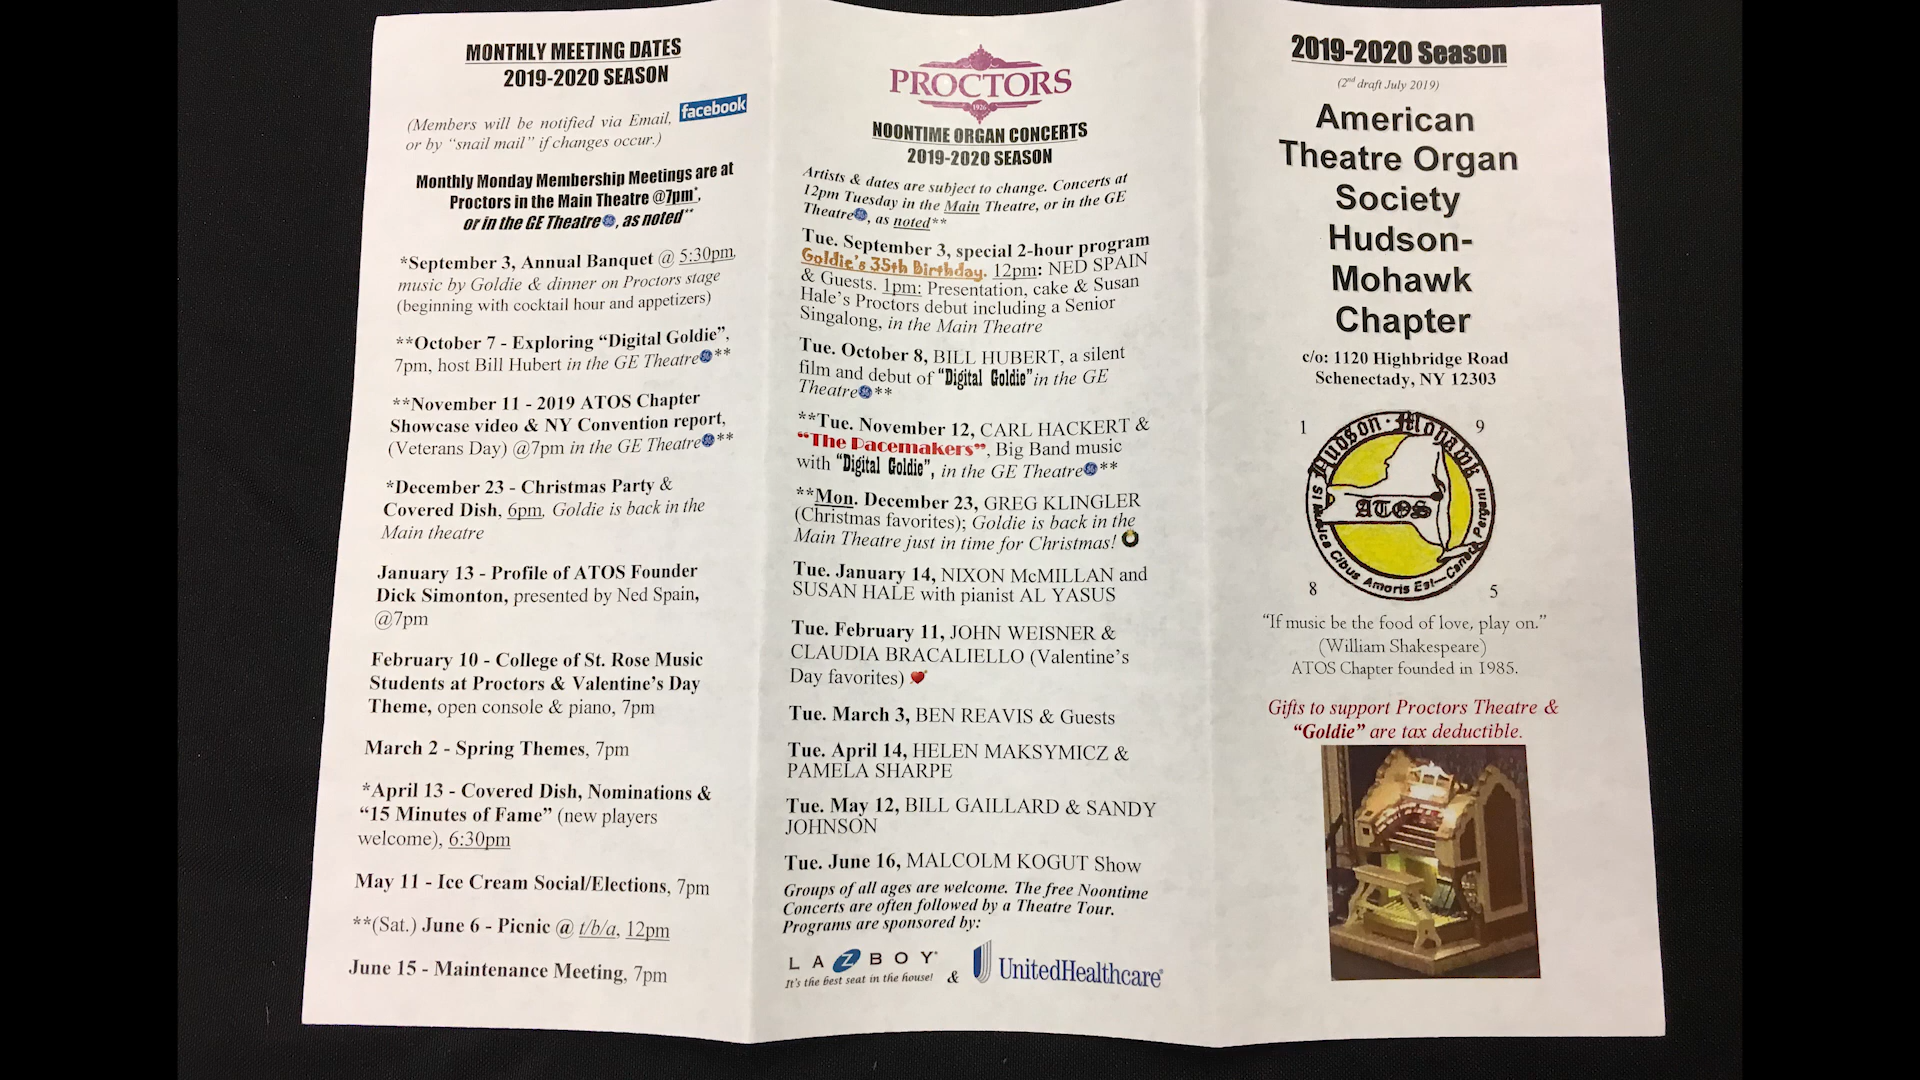 MONTHLY MEETING DATES
2019-2020 SEASON
(Members will be notified via Email, facebook
or by “snail mail” if changes occur.)
Monthly Monday Membership Meetings are at
Proctors in the Main Theatre @7pm*,
or in the GE Theatre, as noted**
*September 3, Annual Banquet @ 5:30pm,
music by Goldie & dinner on Proctors stage
(beginning with cocktail hour and appetizers)
**October 7 - Exploring “Digital Goldie”,
7pm, host Bill Hubert in the GE Theatre**
**November 11 - 2019 ATOS Chapter
Showcase video & NY Convention report,
(Veterans Day) @7pm in the GE Theatre**
*December 23 - Christmas Party &
Covered Dish, 6pm, Goldie is back in the
Main theatre
January 13 - Profile of ATOS Founder
Dick Simonton, presented by Ned Spain,
@7pm
February 10 - College of St. Rose Music
Students at Proctors & Valentine’s Day
Theme, open console & piano, 7pm
March 2 - Spring Themes, 7pm
*April 13 - Covered Dish, Nominations &
“15 Minutes of Fame” (new players
welcome), 6:30pm
May 11 - Ice Cream Social/Elections, 7pm
**(Sat.) June 6 - Picnic @ t/b/a, 12pm
June 15 - Maintenance Meeting, 7pm
PROCTORS
1926
NOONTIME ORGAN CONCERTS
2019-2020 SEASON
Artists & dates are subject to change. Concerts at
12pm Tuesday in the Main Theatre, or in the GE
Theatre, as noted**
Tue. September 3, special 2-hour program
Goldie’s 35th Birthday. 12pm: NED SPAIN
& Guests. 1pm: Presentation, cake & Susan
Hale’s Proctors debut including a Senior
Singalong, in the Main Theatre
Tue. October 8, BILL HUBERT, a silent
film and debut of “Digital Goldie” in the GE
Theatre**
**Tue. November 12, CARL HACKERT &
“The Pacemakers”, Big Band music
with “Digital Goldie”, in the GE Theatre**
**Mon. December 23, GREG KLINGLER
(Christmas favorites); Goldie is back in the
Main Theatre just in time for Christmas!
Tue. January 14, NIXON McMILLAN and
SUSAN HALE with pianist AL YASUS
Tue. February 11, JOHN WEISNER &
CLAUDIA BRACALIELLO (Valentine’s
Day favorites)
Tue. March 3, BEN REAVIS & Guests
Tue. April 14, HELEN MAKSYMICZ &
PAMELA SHARPE
Tue. May 12, BILL GAILLARD & SANDY
JOHNSON
Tue. June 16, MALCOLM KOGUT Show
Groups of all ages are welcome. The free Noontime
Concerts are often followed by a Theatre Tour.
Programs are sponsored by:
LA Z BOY®
It’s the best seat in the house! & UnitedHealthcare®
2019-2020 Season
(2nd draft July 2019)
American
Theatre Organ
Society
Hudson-
Mohawk
Chapter
c/o: 1120 Highbridge Road
Schenectady, NY 12303
1 9
Hudson-Mohawk
ATOS
Si Musica Cibus Amoris Est—Canete Pergant
8 5
“If music be the food of love, play on.”
(William Shakespeare)
ATOS Chapter founded in 1985.
Gifts to support Proctors Theatre &
“Goldie” are tax deductible.